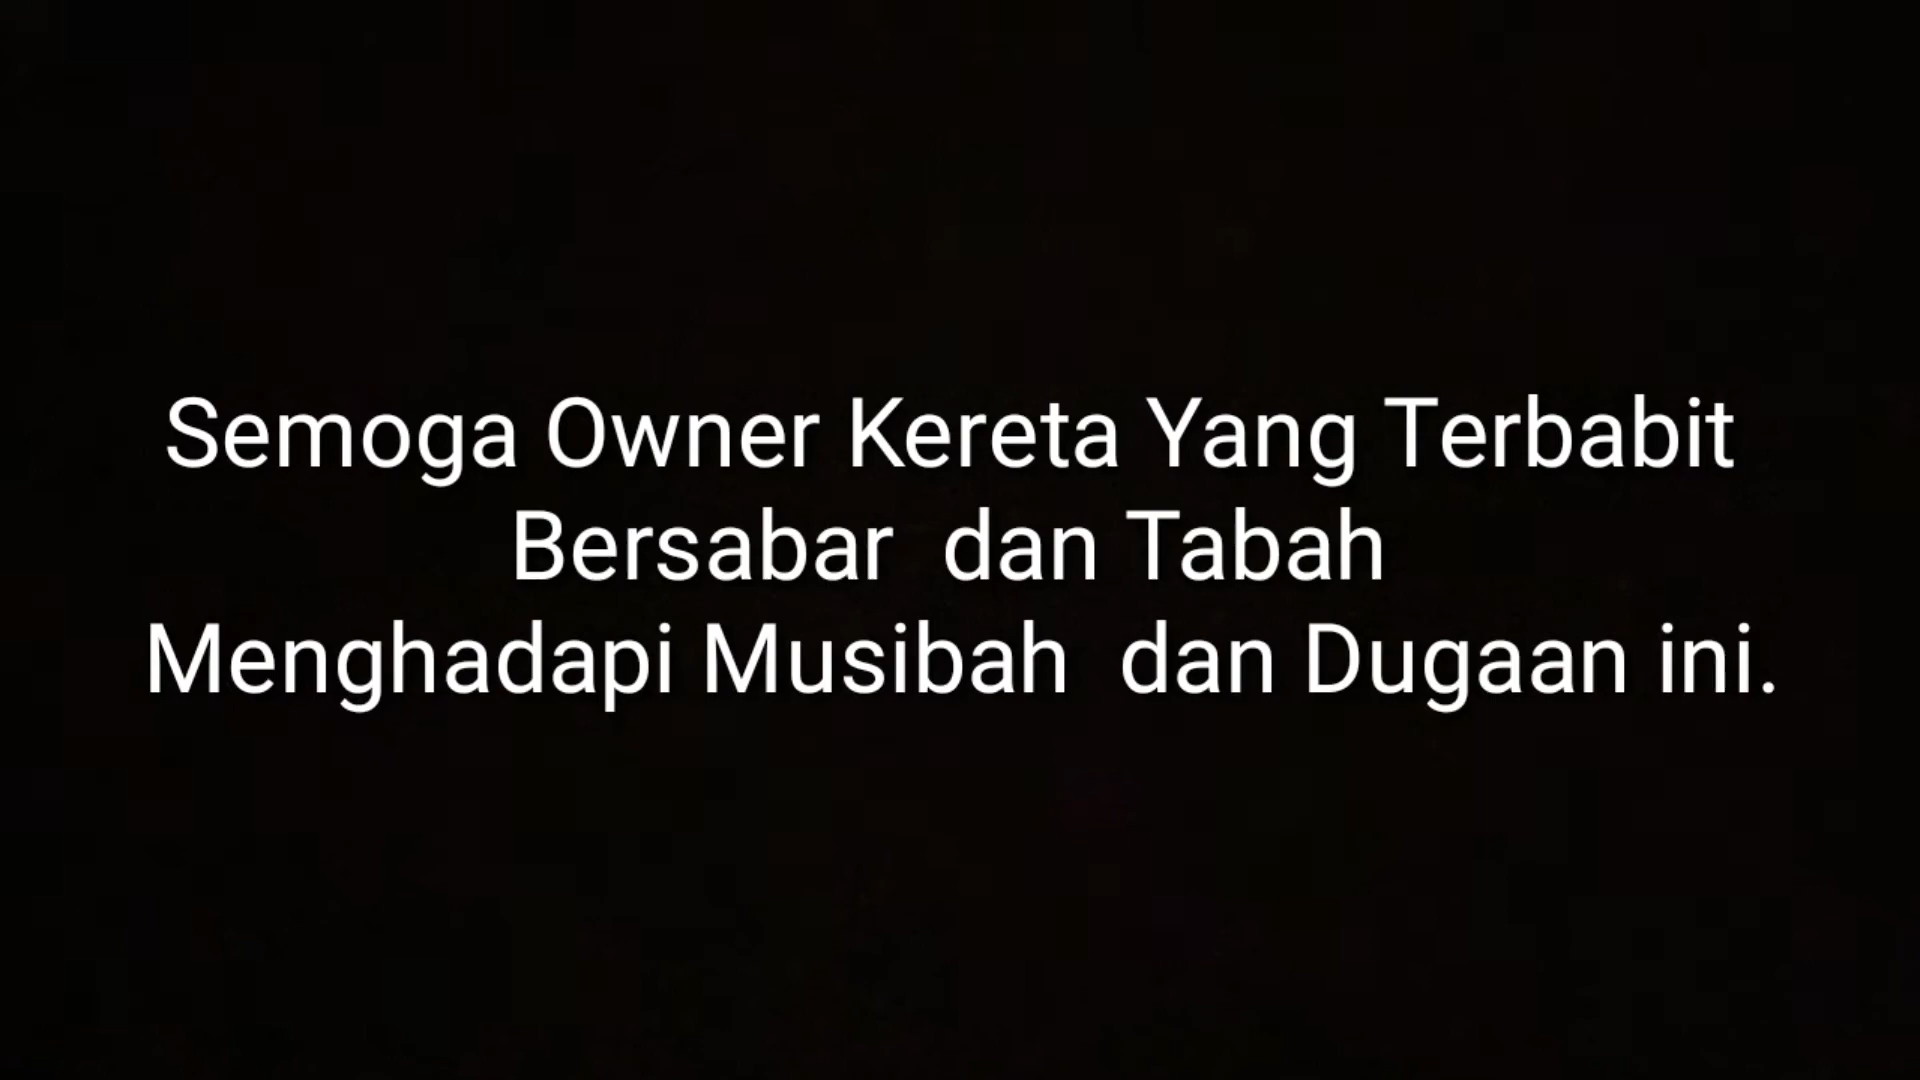 Semoga Owner Kereta Yang Terbabit
Bersabar  dan Tabah
Menghadapi Musibah  dan Dugaan ini.